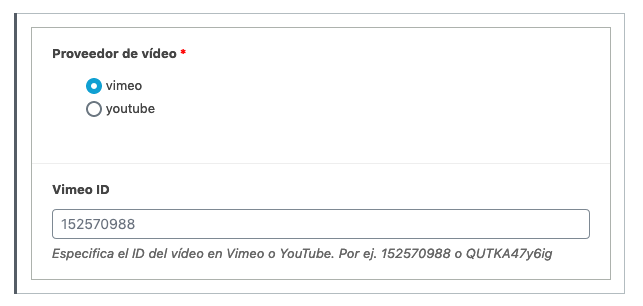 Proveedor de vídeo *
vimeo
youtube
Vimeo ID
152570988
Especifica el ID del vídeo en Vimeo o YouTube. Por ej. 152570988 o QUTKA47y6ig